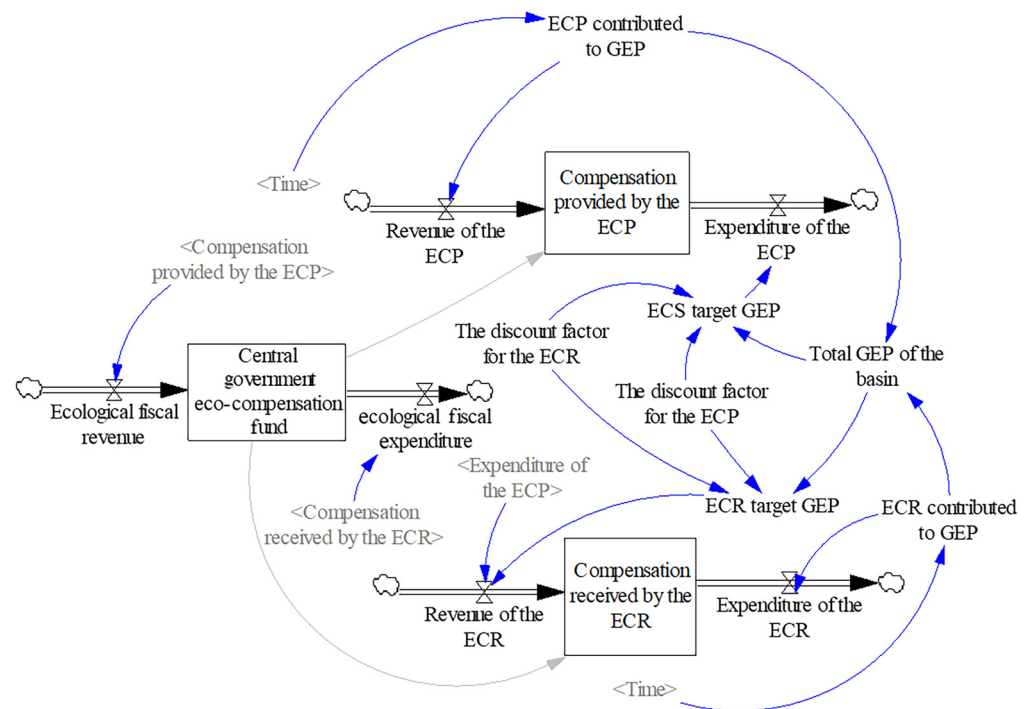 ECP contributed
to GEP
<Time>
Compensation
provided by the
ECP
Revenue of the
ECP
Expenditure of the
ECP
<Compensation
provided by the ECP>
ECS target GEP
The discount factor
for the ECR
Total GEP of the
basin
Central
government
eco-compensation
fund
The discount factor
for the ECP
Ecological fiscal
revenue
ecological fiscal
expenditure
<Expenditure of
the ECP>
<Compensation
received by the ECR>
ECR target GEP
ECR contributed
to GEP
Compensation
received by the
ECR
Revenue of the
ECR
Expenditure of the
ECR
<Time>